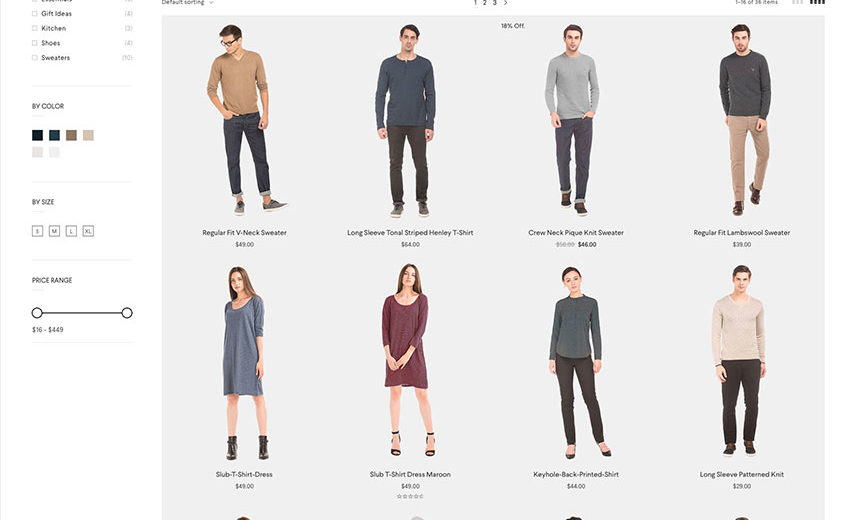 Default sorting
1 2 3
1–16 of 36 items
Gift Ideas (4)
Kitchen (3)
Shoes (4)
Sweaters (10)
BY COLOR
BY SIZE
S M L XL
PRICE RANGE
$16 - $449
18% Off.
Regular Fit V-Neck Sweater
$49.00
Long Sleeve Tonal Striped Henley T-Shirt
$64.00
Crew Neck Pique Knit Sweater
$56.00 $46.00
Regular Fit Lambswool Sweater
$39.00
Slub-T-Shirt-Dress
$49.00
Slub T-Shirt Dress Maroon
$49.00
Keyhole-Back-Printed-Shirt
$44.00
Long Sleeve Patterned Knit
$29.00